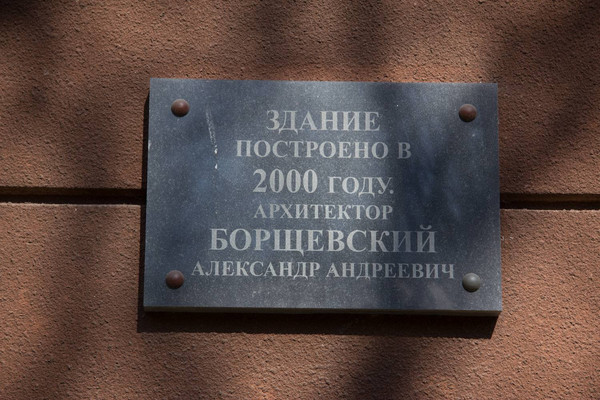 ЗДАНИЕ
ПОСТРОЕНО В
2000 ГОДУ.
АРХИТЕКТОР
БОРЩЕВСКИЙ
АЛЕКСАНДР АНДРЕЕВИЧ